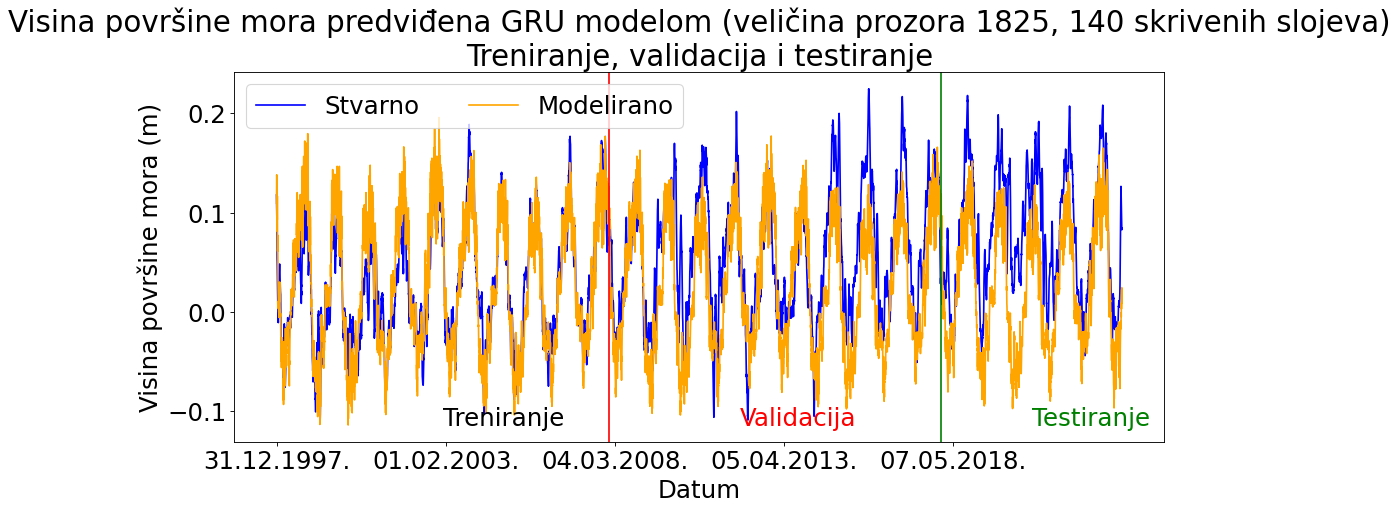 Visina površine mora predviđena GRU modelom (veličina prozora 1825, 140 skrivenih slojeva)
Treniranje, validacija i testiranje
Stvarno
Modelirano
Visina površine mora (m)
0.2
0.1
0.0
−0.1
Treniranje
Validacija
Testiranje
31.12.1997.
01.02.2003.
04.03.2008.
05.04.2013.
07.05.2018.
Datum